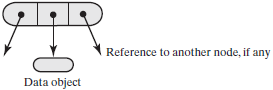 Reference to another node, if any
Data object